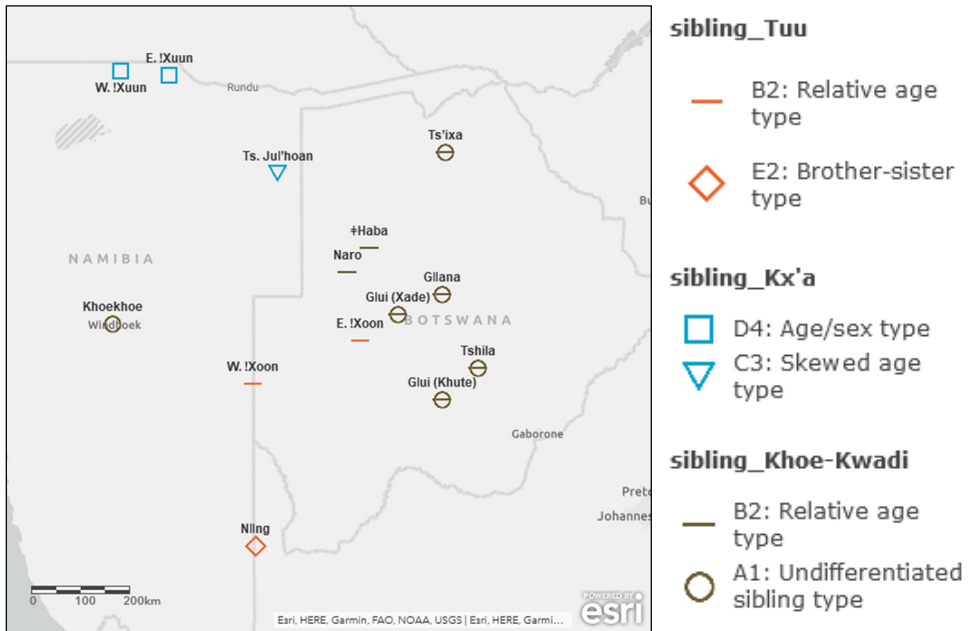 E. !Xuun
W. !Xuun
Rundu
Ts'ixa
Ts. Jul'hoan
ǂHaba
Naro
NAMIBIA
Gllana
Glui (Xade)
Khoekhoe
Windhoek
BOTSWANA
E. !Xoon
Tshila
W. !Xoon
Glui (Khute)
Gaborone
Preto
Johannes
Nllng
0 100 200km
POWERED BY
esri
Esri, HERE, Garmin, FAO, NOAA, USGS | Esri, HERE, Garmi...
Bu
sibling_Tuu
B2: Relative age
type
E2: Brother-sister
type
sibling_Kx'a
D4: Age/sex type
C3: Skewed age
type
sibling_Khoe-Kwadi
B2: Relative age
type
A1: Undifferentiated
sibling type